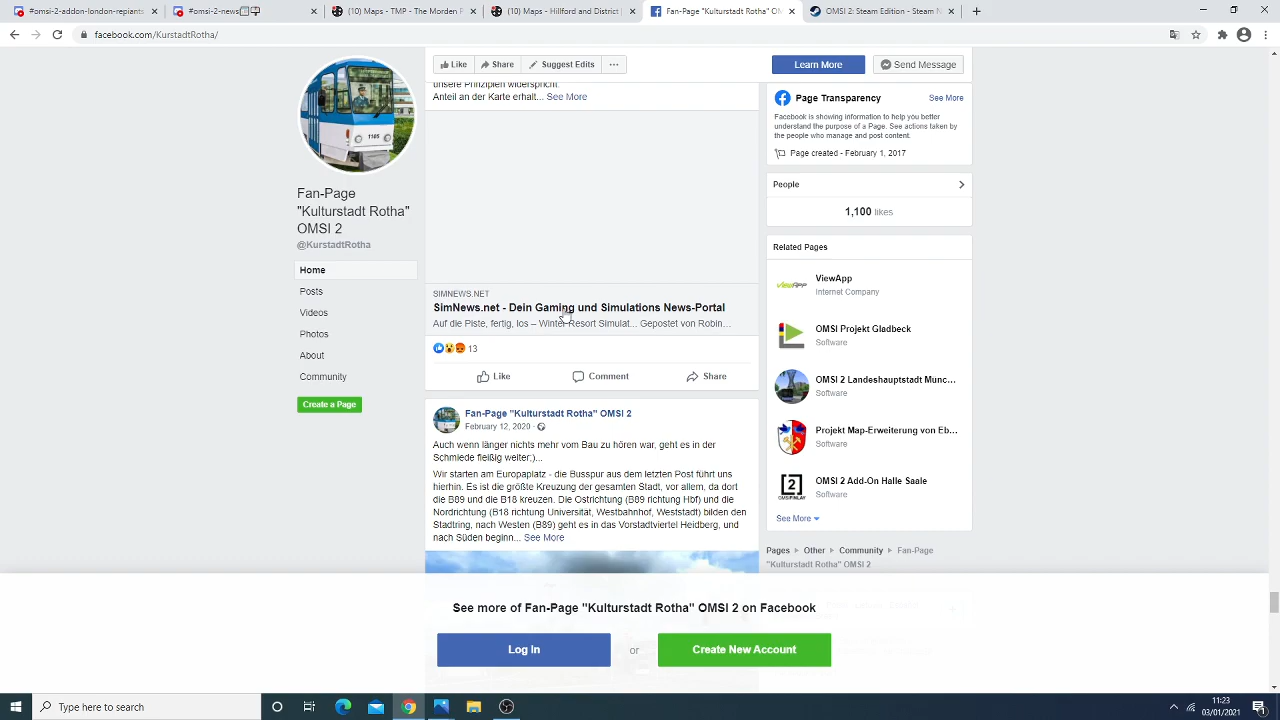 #omsi-2-addon-london-repaints
#omsi-2-news
(10) Maps - TMP - The Morden P
(10) Maps - Hillford and District
Fan-Page "Kulturstadt Rotha" OM
OMSI 2: Steam Edition - Steam N
facebook.com/KurstadtRotha/
Like
Share
Suggest Edits
Learn More
Send Message
1105
Fan-Page
"Kulturstadt Rotha"
OMSI 2
@KurstadtRotha
Home
Posts
Videos
Photos
About
Community
Create a Page
unsere Prinzipien widerspricht.
Anteil an der Karte erhalt... See More
SIMNEWS.NET
SimNews.net - Dein Gaming und Simulations News-Portal
Auf die Piste, fertig, los – Winter Resort Simulat... Gepostet von Robin...
13
Like
Comment
Share
Fan-Page "Kulturstadt Rotha" OMSI 2
February 12, 2020 ·
Auch wenn länger nichts mehr vom Bau zu hören war, geht es in der
Schmiede fleißig weiter;)...
Wir starten am Europaplatz - die Busspur aus dem letzten Post führt uns
hierhin. Es ist die größte Kreuzung der gesamten Stadt, vor allem, da dort
die B89 und die B18 kreuzen. Die Ostrichtung (B89 richtung Hbf) und die
Nordrichtung (B18 richtung Universität, Westbahnhof, Weststadt) bilden den
Stadtring, nach Westen (B89) geht es in das Vorstadtviertel Heidberg, und
nach Süden beginn... See More
Page Transparency
See More
Facebook is showing information to help you better
understand the purpose of a Page. See actions taken by
the people who manage and post content.
Page created - February 1, 2017
People
1,100 likes
Related Pages
ViewApp
ViewApp
Internet Company
OMSI Projekt Gladbeck
Software
OMSI 2 Landeshauptstadt Münc...
Software
Projekt Map-Erweiterung von Eb...
Software
2
OMSIFINLAY
OMSI 2 Add-On Halle Saale
Software
See More
Pages
Other
Community
Fan-Page
"Kulturstadt Rotha" OMSI 2
See more of Fan-Page "Kulturstadt Rotha" OMSI 2 on Facebook
Log In
or
Create New Account
Type here to search
11:23
03/01/2021
1